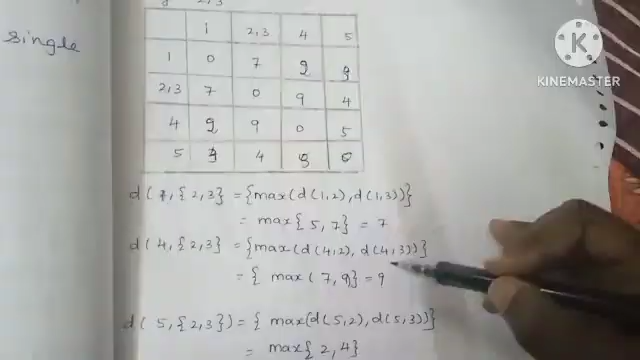 single
1 2,3 4 5
1 0 7 9
2,3 7 0 9 4
4 9 9 0 5
5 4 5 0
d(1, {2,3} = {max(d(1,2), d(1,3))}
= max{5, 7} = 7
d(4, {2,3} = {max(d(4,2), d(4,3))}
= { max(7, 9} = 9
d(5, {2,3}) = { max(d(5,2), d(5,3))}
= max{2, 4}
K
KINEMASTER